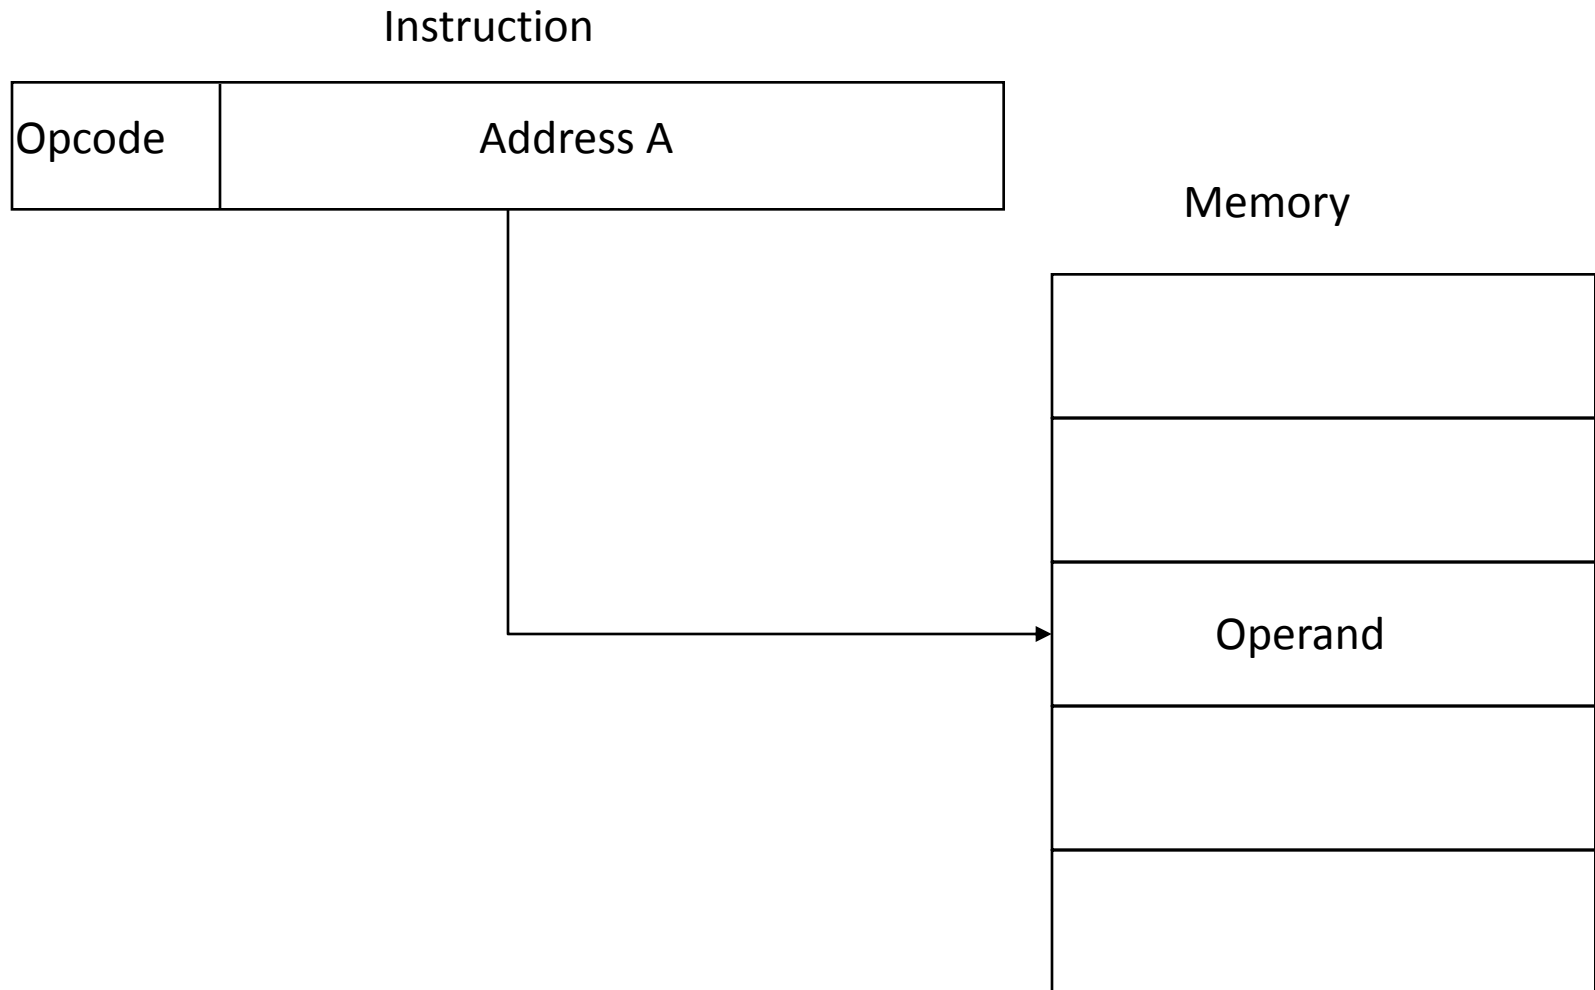 Instruction
Opcode
Address A
Memory
Operand